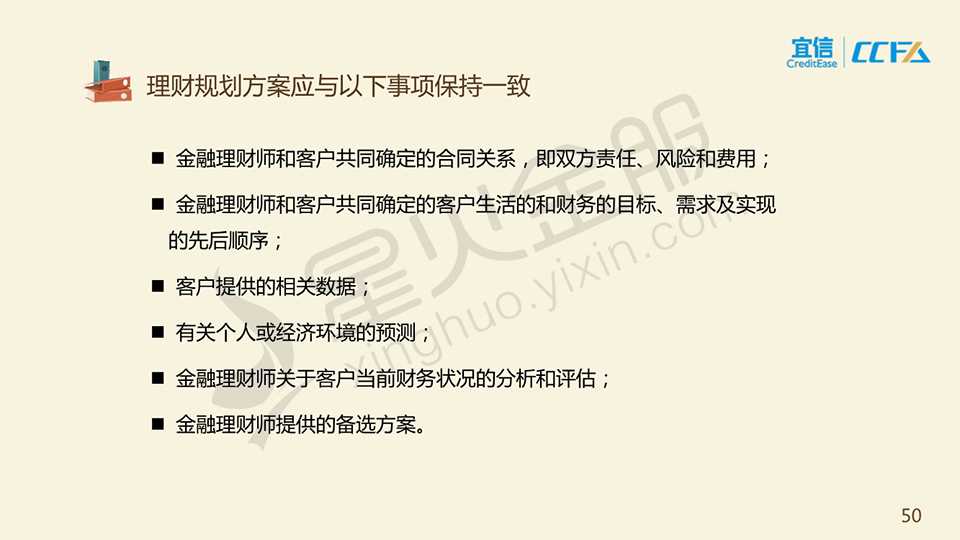 宜信
CreditEase
CCFA
理财规划方案应与以下事项保持一致
■ 金融理财师和客户共同确定的合同关系，即双方责任、风险和费用；
■ 金融理财师和客户共同确定的客户生活的和财务的目标、需求及实现
的先后顺序；
■ 客户提供的相关数据；
■ 有关个人或经济环境的预测；
■ 金融理财师关于客户当前财务状况的分析和评估；
■ 金融理财师提供的备选方案。
星火金服
xinghuo.yixin.com
50